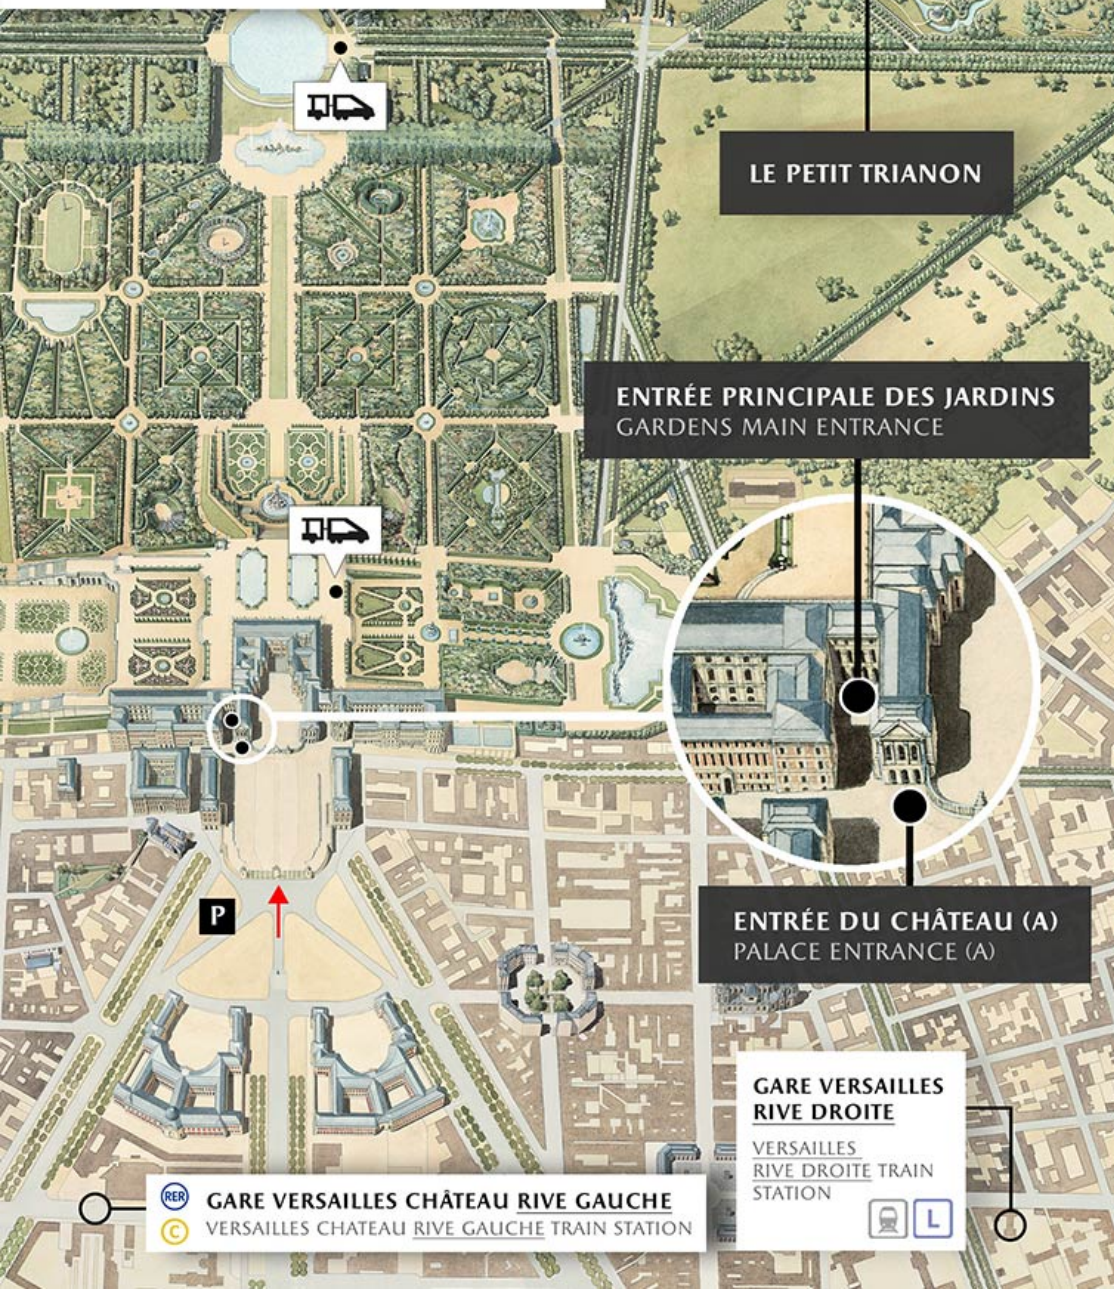 LE PETIT TRIANON
ENTRÉE PRINCIPALE DES JARDINS
GARDENS MAIN ENTRANCE
P
ENTRÉE DU CHÂTEAU (A)
PALACE ENTRANCE (A)
GARE VERSAILLES
RIVE DROITE
VERSAILLES
RIVE DROITE TRAIN
STATION
L
RER
GARE VERSAILLES CHÂTEAU RIVE GAUCHE
C
VERSAILLES CHATEAU RIVE GAUCHE TRAIN STATION